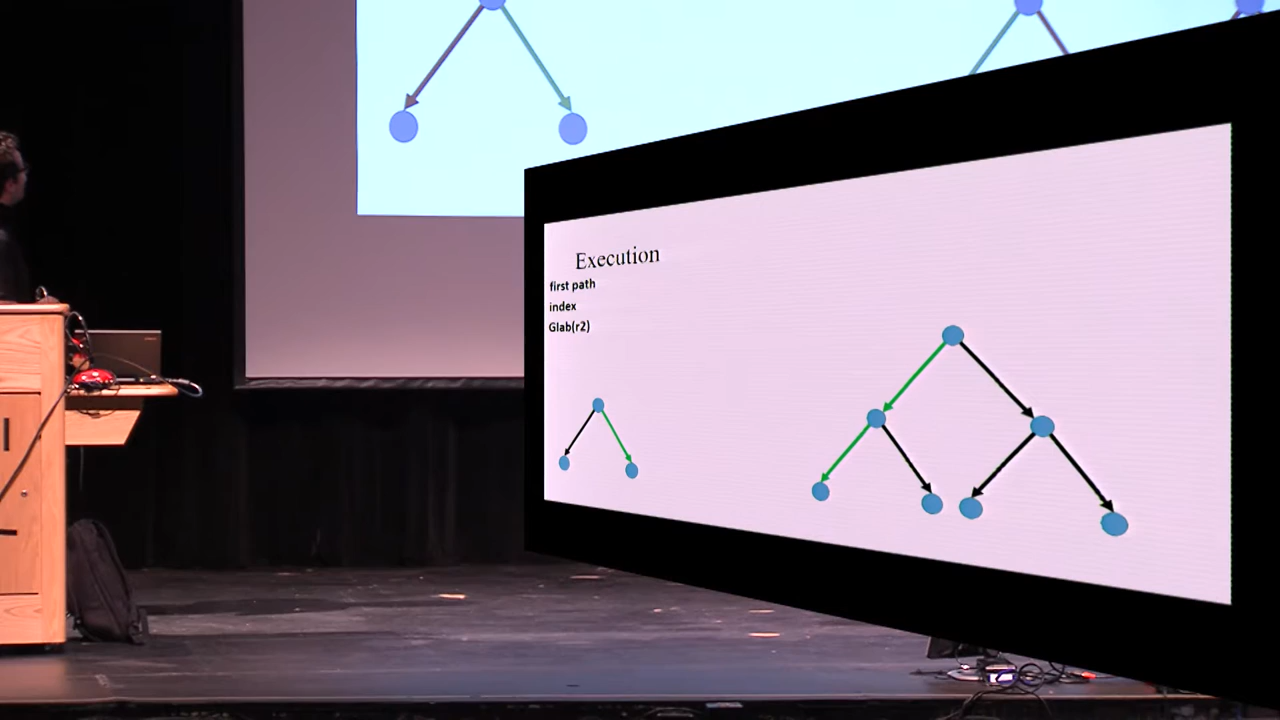 Execution
first path
index
Glab(r2)